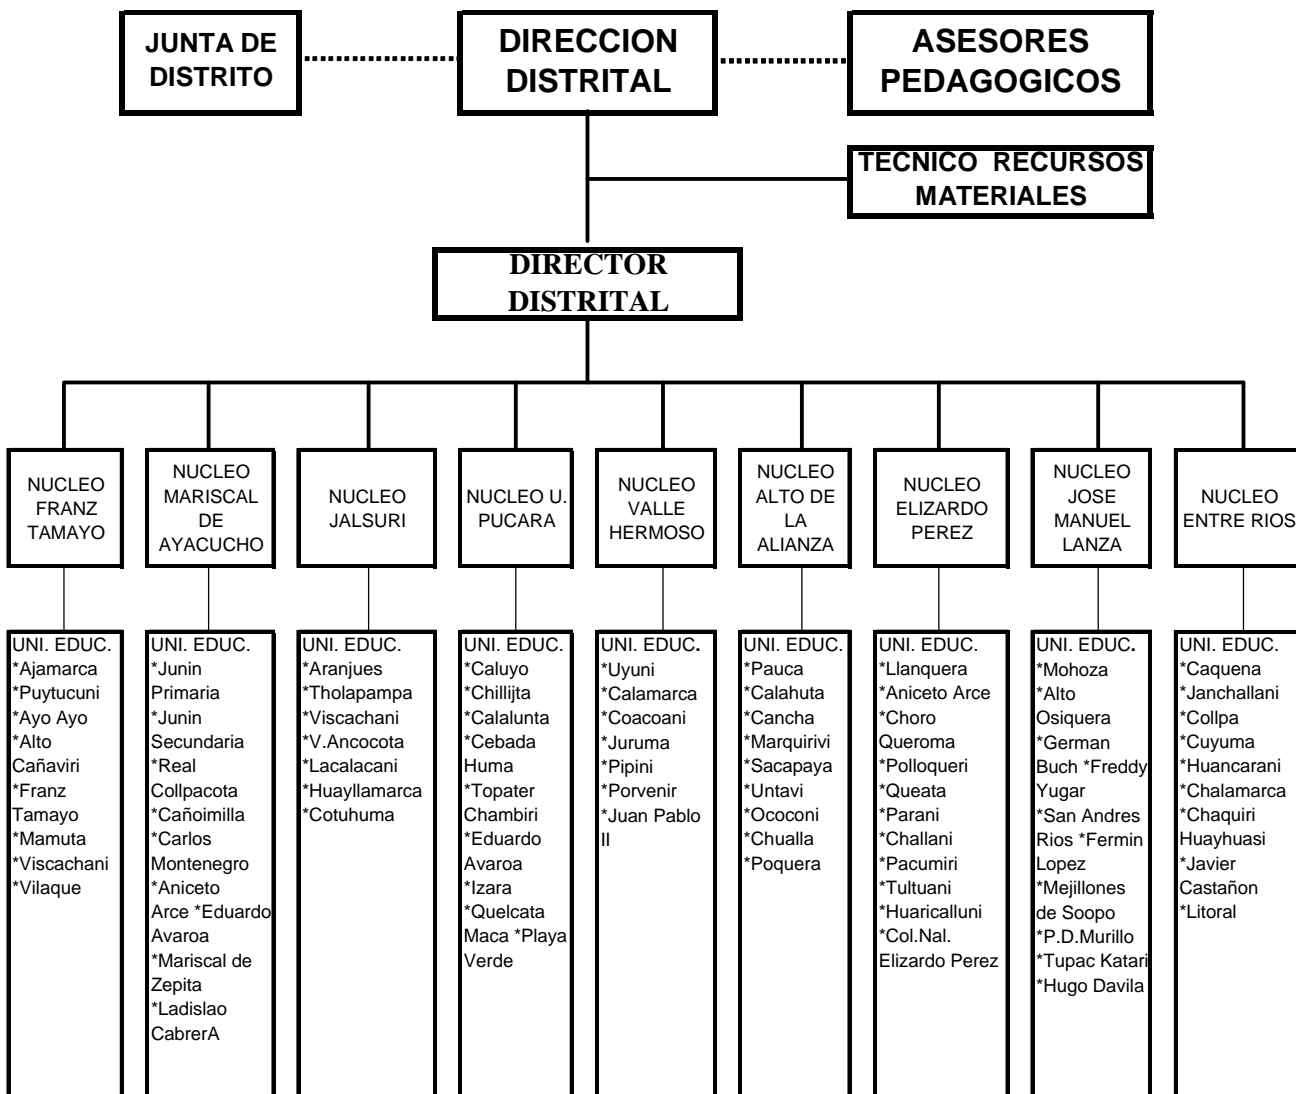 JUNTA DE
DISTRITO
DIRECCION
DISTRITAL
ASESORES
PEDAGOGICOS
TECNICO RECURSOS
MATERIALES
DIRECTOR
DISTRITAL
NUCLEO
FRANZ
TAMAYO
NUCLEO
MARISCAL
DE
AYACUCHO
NUCLEO
JALSURI
NUCLEO U.
PUCARA
NUCLEO
VALLE
HERMOSO
NUCLEO
ALTO DE
LA
ALIANZA
NUCLEO
ELIZARDO
PEREZ
NUCLEO
JOSE
MANUEL
LANZA
NUCLEO
ENTRE RIOS
UNI. EDUC.
*Ajamarca
*Puytucuni
*Ayo Ayo
*Alto
Cañaviri
*Franz
Tamayo
*Mamuta
*Viscachani
*Vilaque
UNI. EDUC.
*Junin
Primaria
*Junin
Secundaria
*Real
Collpacota
*Cañoimilla
*Carlos
Montenegro
*Aniceto
Arce *Eduardo
Avaroa
*Mariscal de
Zepita
*Ladislao
CabrerA
UNI. EDUC.
*Aranjues
*Tholapampa
*Viscachani
*V.Ancocota
*Lacalacani
*Huayllamarca
*Cotuhuma
UNI. EDUC.
*Caluyo
*Chillijta
*Calalunta
*Cebada
Huma
*Topater
Chambiri
*Eduardo
Avaroa
*Izara
*Quelcata
Maca *Playa
Verde
UNI. EDUC.
*Uyuni
*Calamarca
*Coacoani
*Juruma
*Pipini
*Porvenir
*Juan Pablo
II
UNI. EDUC.
*Pauca
*Calahuta
*Cancha
*Marquirivi
*Sacapaya
*Untavi
*Ococoni
*Chualla
*Poquera
UNI. EDUC.
*Llanquera
*Aniceto Arce
*Choro
Queroma
*Polloqueri
*Queata
*Parani
*Challani
*Pacumiri
*Tultuani
*Huaricalluni
*Col.Nal.
Elizardo Perez
UNI. EDUC.
*Mohoza
*Alto
Osiquera
*German
Buch *Freddy
Yugar
*San Andres
Rios *Fermin
Lopez
*Mejillones
de Soopo
*P.D.Murillo
*Tupac Katari
*Hugo Davila
UNI. EDUC.
*Caquena
*Janchallani
*Collpa
*Cuyuma
*Huancarani
*Chalamarca
*Chaquiri
Huayhuasi
*Javier
Castañon
*Litoral